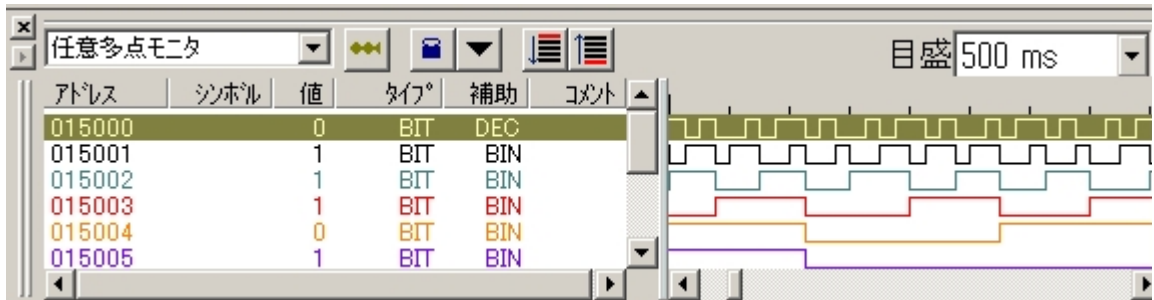 任意多点モニタ 目盛 500 ms
アドレス シンボル 値 タイプ 補助 コメント
015000 0 BIT DEC
015001 1 BIT BIN
015002 1 BIT BIN
015003 1 BIT BIN
015004 0 BIT BIN
015005 1 BIT BIN